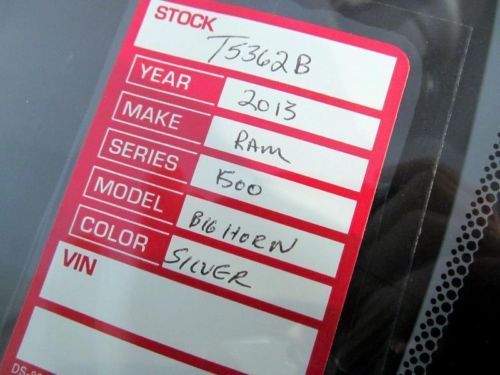 STOCK T5362B
YEAR 2013
MAKE RAM
SERIES 1500
MODEL BIG HORN
COLOR SILVER
VIN